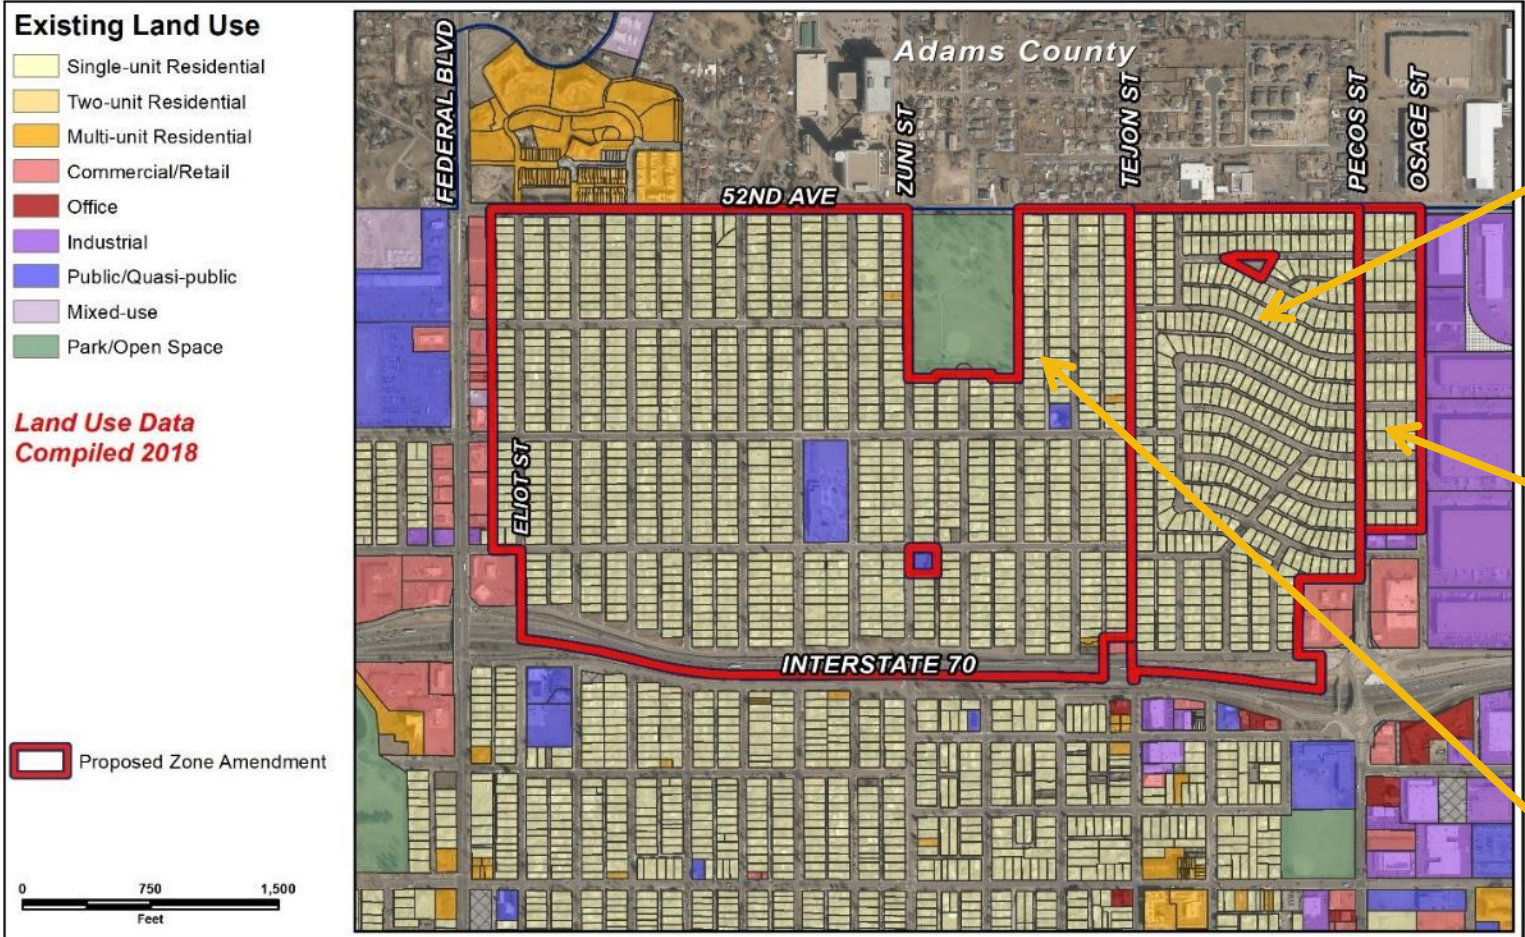 Existing Land Use
Single-unit Residential
Two-unit Residential
Multi-unit Residential
Commercial/Retail
Office
Industrial
Public/Quasi-public
Mixed-use
Park/Open Space
Land Use Data
Compiled 2018
Proposed Zone Amendment
0 750 1,500
Feet
Adams County
FEDERAL BLVD
52ND AVE
ZUNI ST
TEJON ST
PECOS ST
OSAGE ST
ELIOT ST
INTERSTATE 70